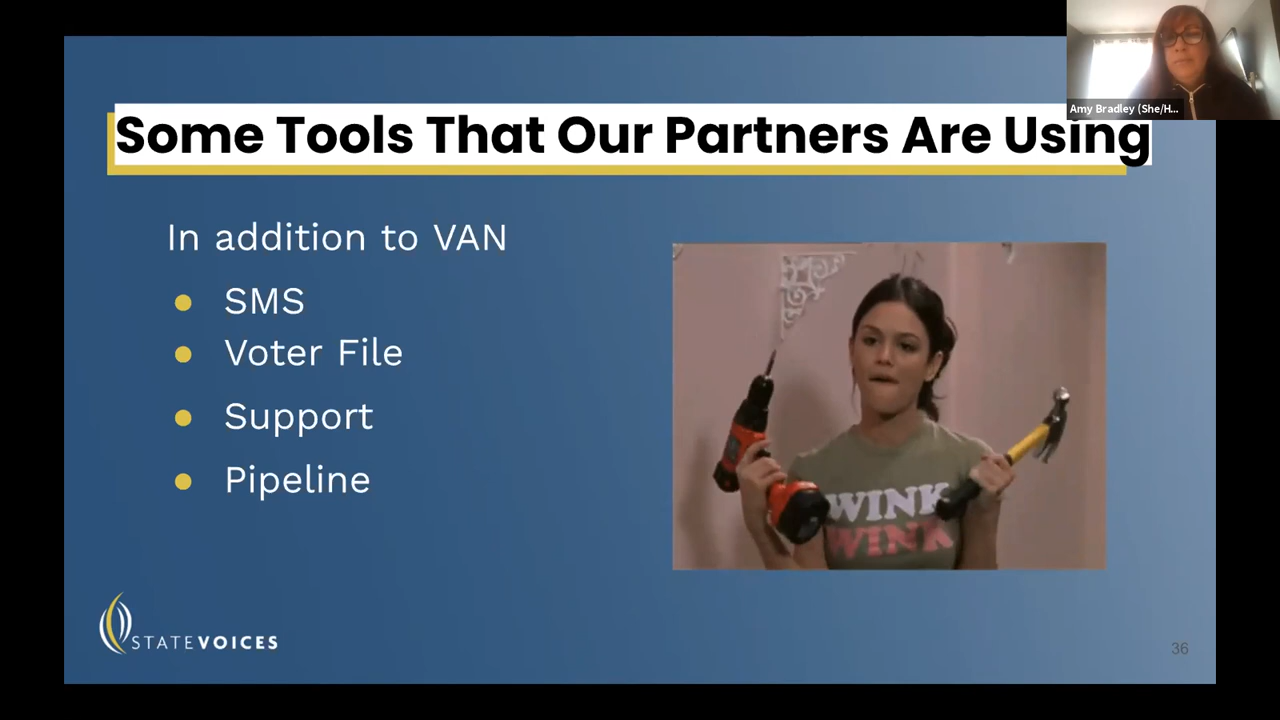 Amy Bradley (She/H...
Some Tools That Our Partners Are Using
In addition to VAN
● SMS
● Voter File
● Support
● Pipeline
WINK
WINK
STATEVOICES
36